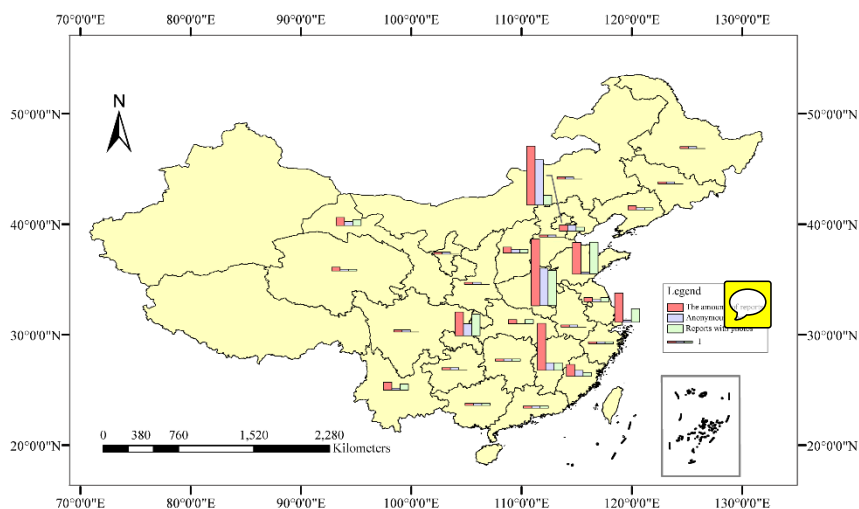 70°0'0"E 80°0'0"E 90°0'0"E 100°0'0"E 110°0'0"E 120°0'0"E 130°0'0"E
N
50°0'0"N 50°0'0"N
40°0'0"N 40°0'0"N
Legend
The amount of
Anonymous
Reports with photos
1
30°0'0"N 30°0'0"N
0 380 760 1,520 2,280
Kilometers
20°0'0"N 20°0'0"N
70°0'0"E 80°0'0"E 90°0'0"E 100°0'0"E 110°0'0"E 120°0'0"E 130°0'0"E